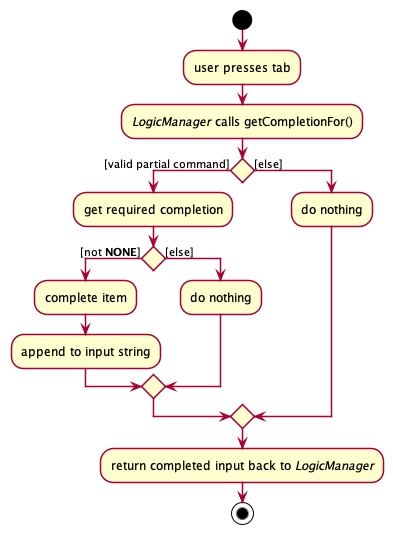 user presses tab
LogicManager calls getCompletionFor()
[valid partial command]
[else]
get required completion
do nothing
[not NONE]
[else]
complete item
do nothing
append to input string
return completed input back to LogicManager